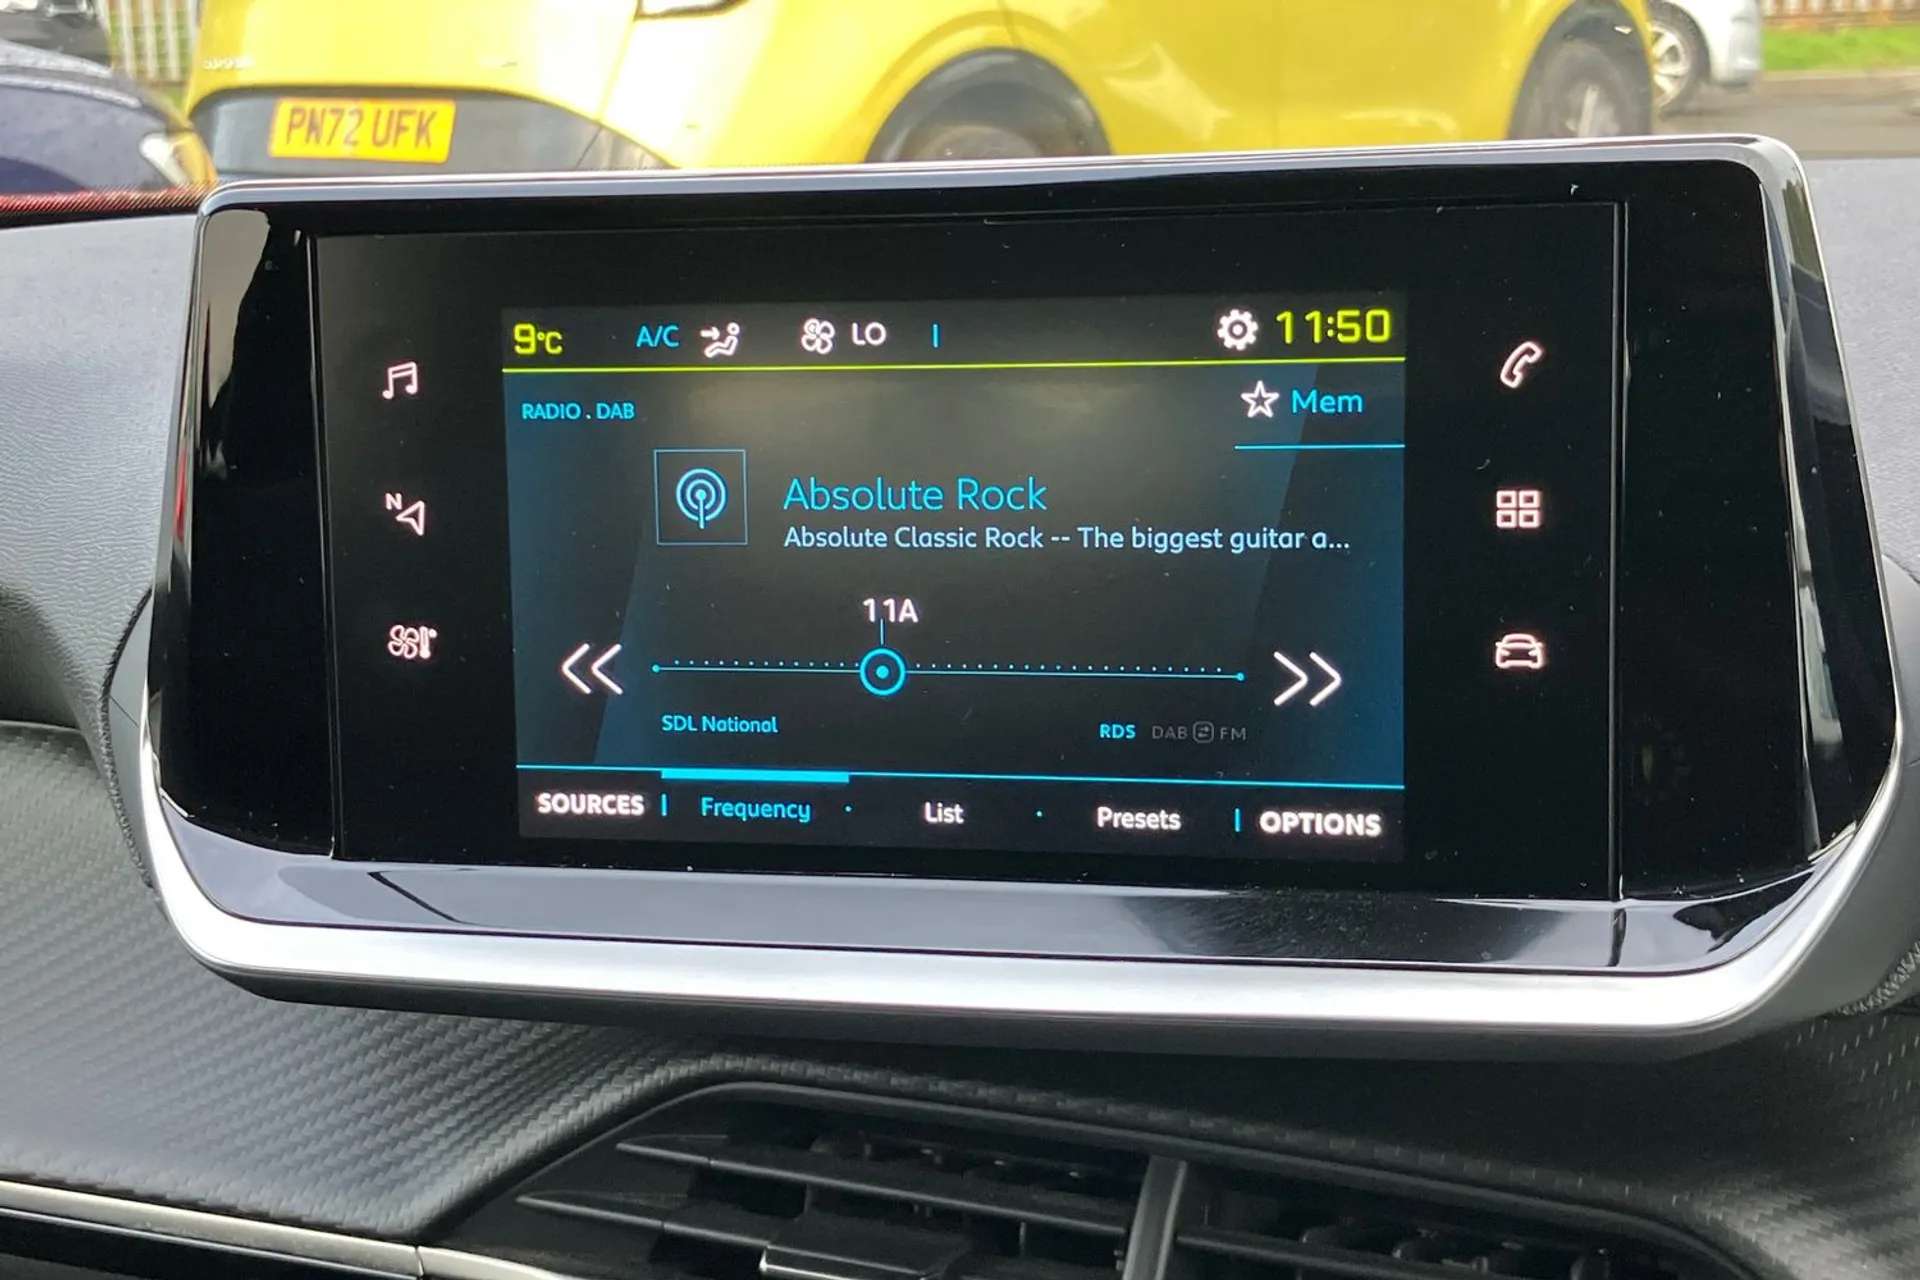 PN72 UFK
9°C A/C LO 11:50
RADIO . DAB
Mem
Absolute Rock
Absolute Classic Rock -- The biggest guitar a...
N
11A
SDL National
RDS DAB FM
SOURCES Frequency List Presets OPTIONS